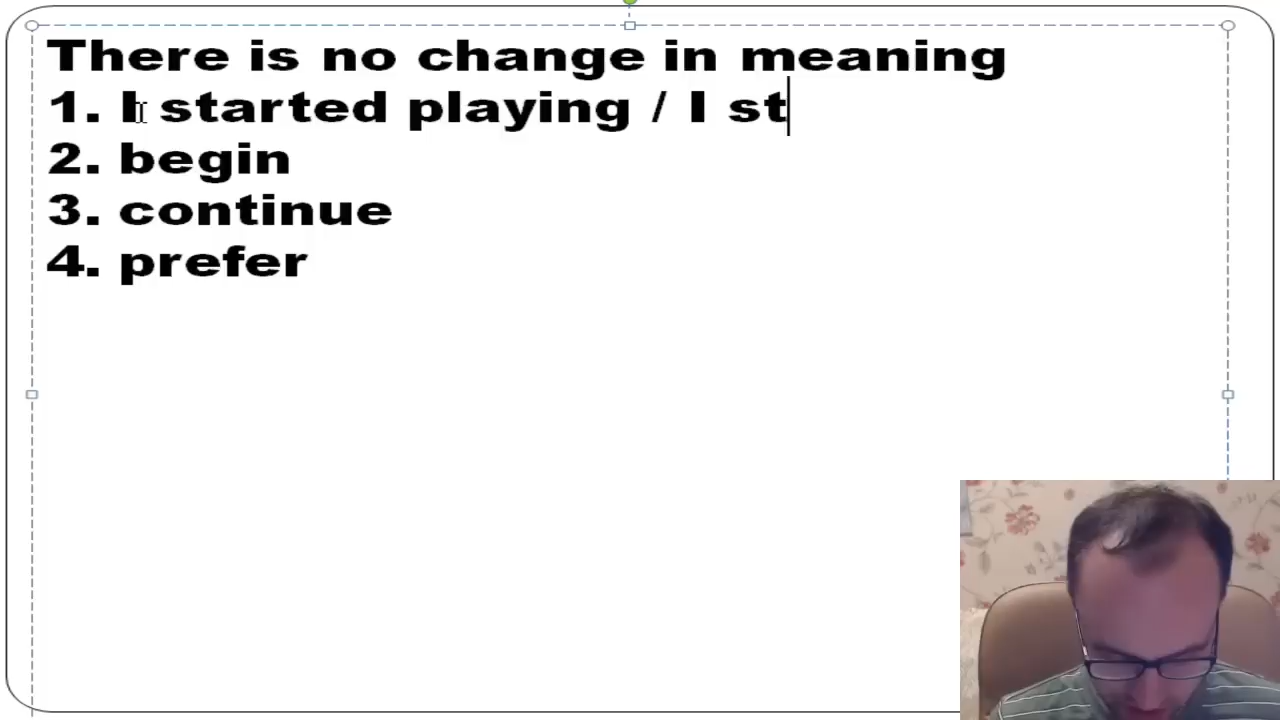 There is no change in meaning
1. I started playing / I st
2. begin
3. continue
4. prefer